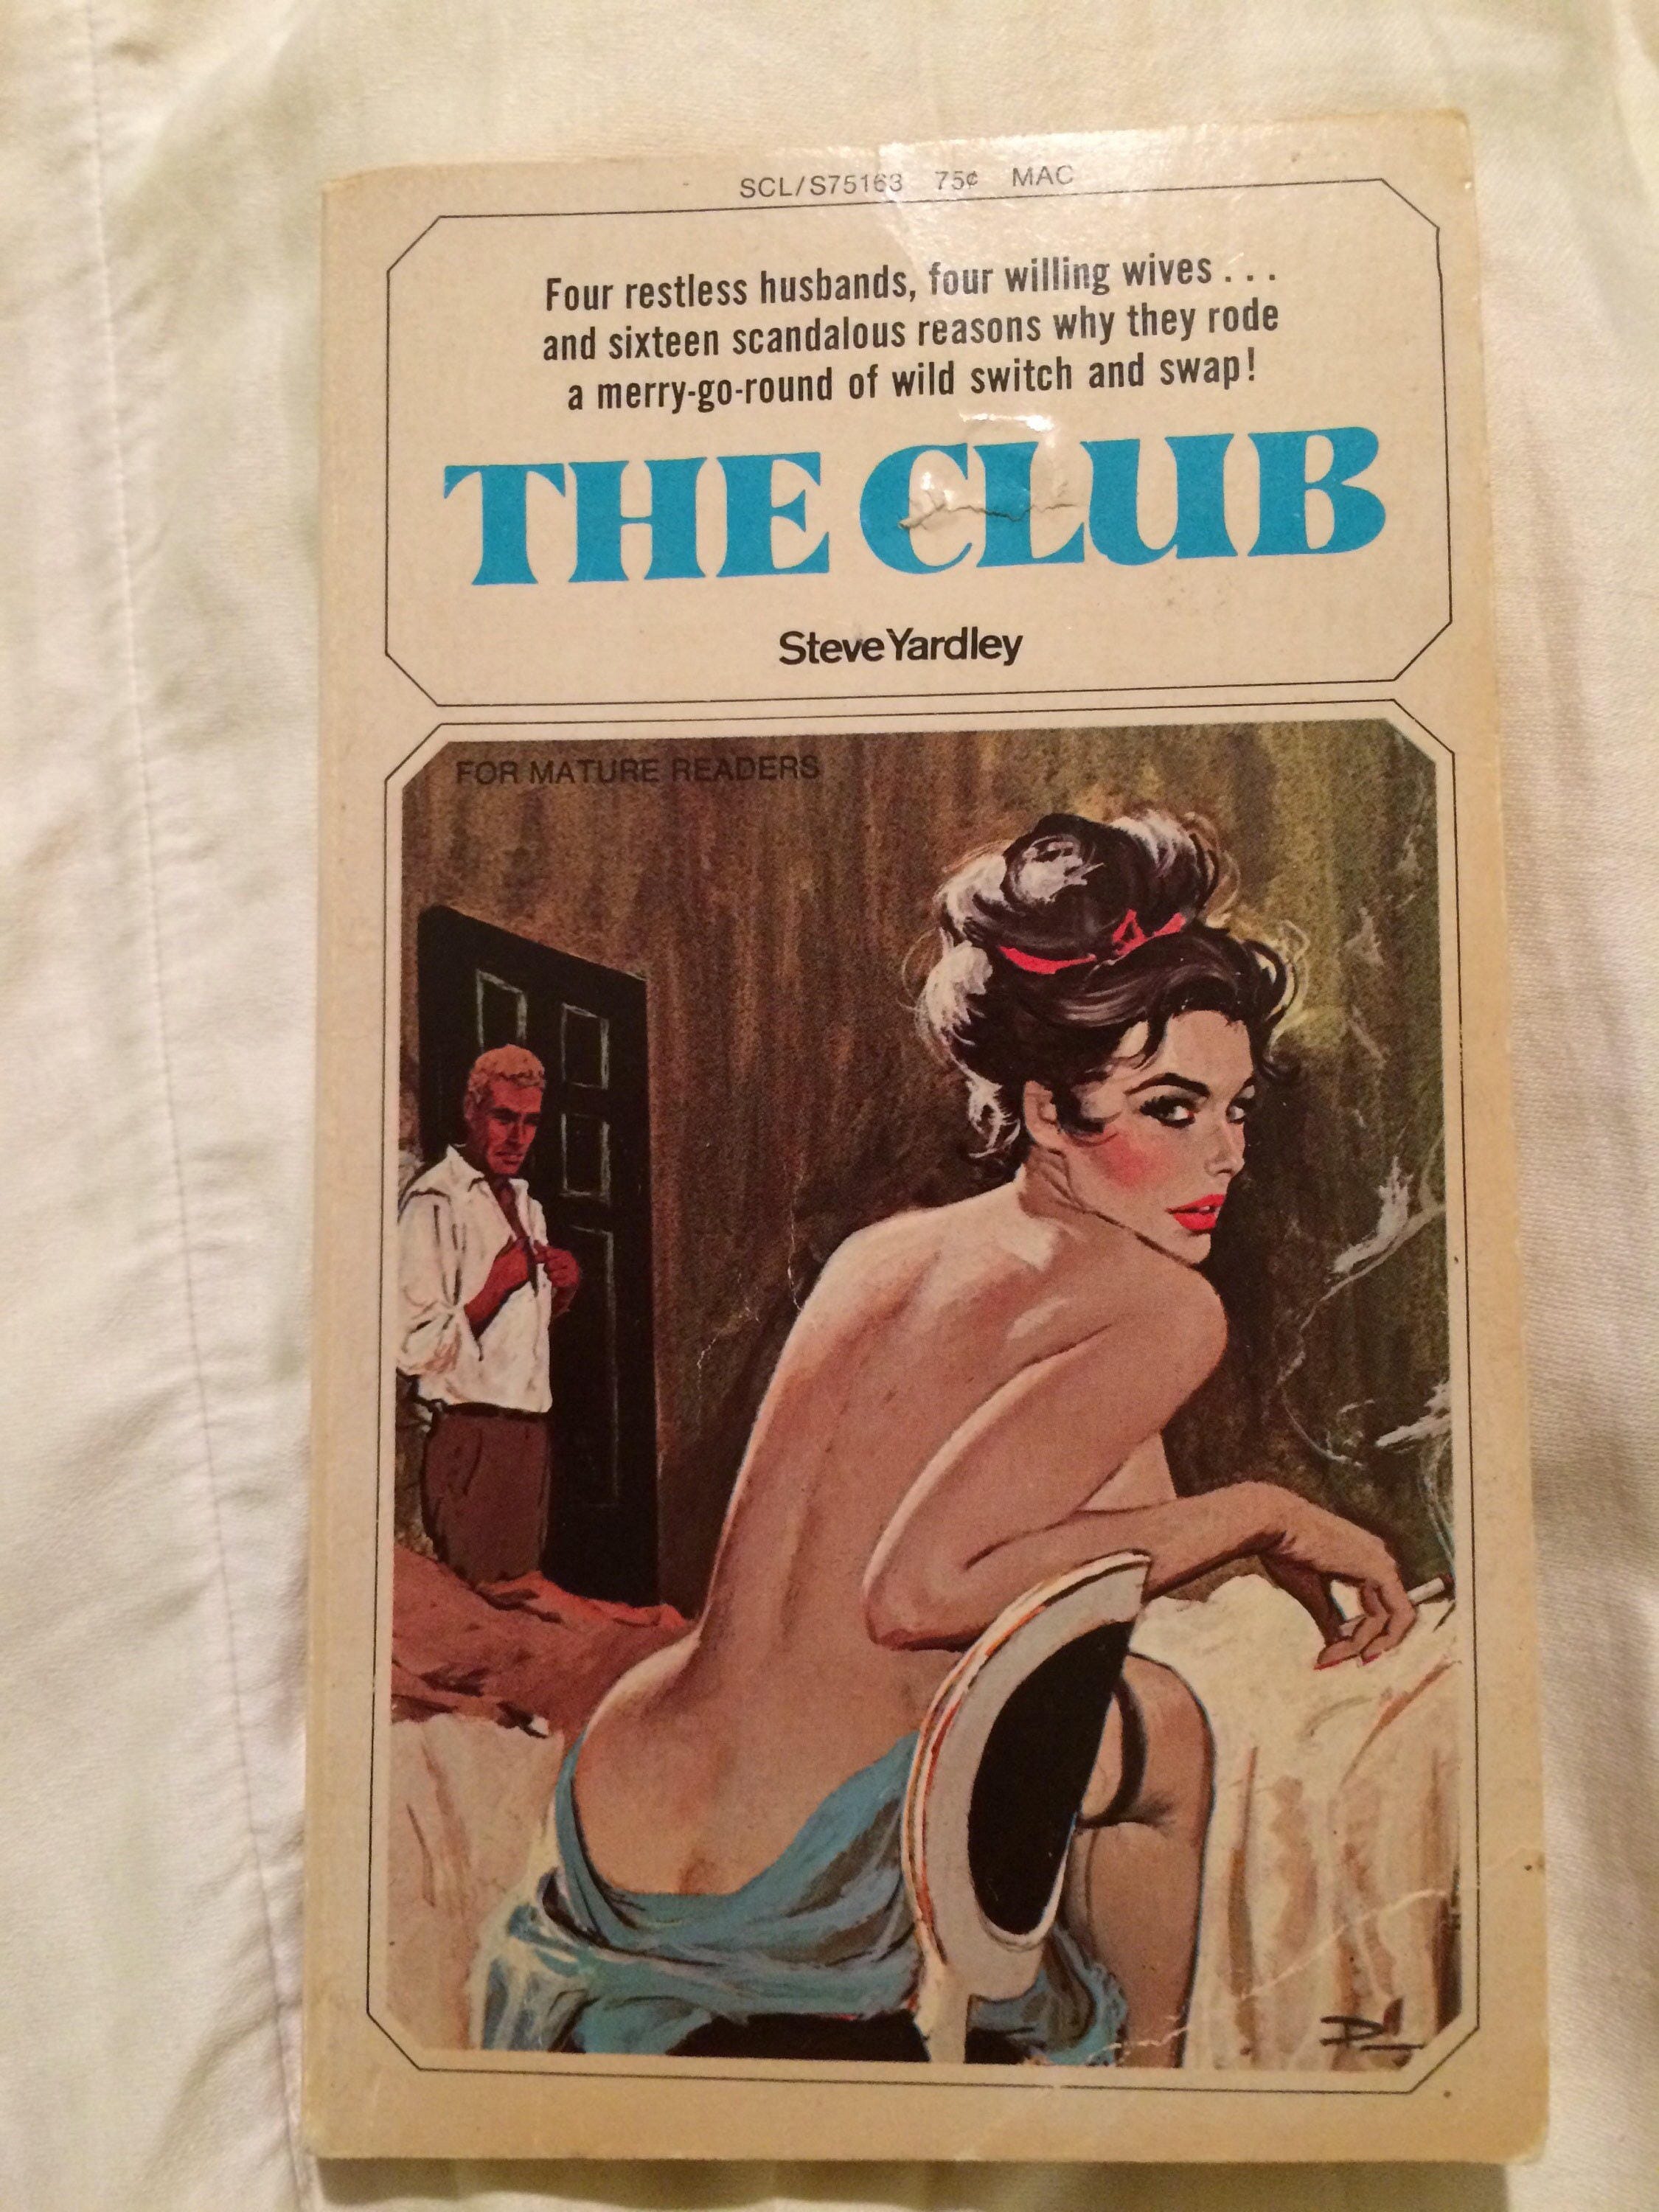 SCL/S75163 75¢ MAC
Four restless husbands, four willing wives . . .
and sixteen scandalous reasons why they rode
a merry-go-round of wild switch and swap!
THE CLUB
Steve Yardley
FOR MATURE READERS